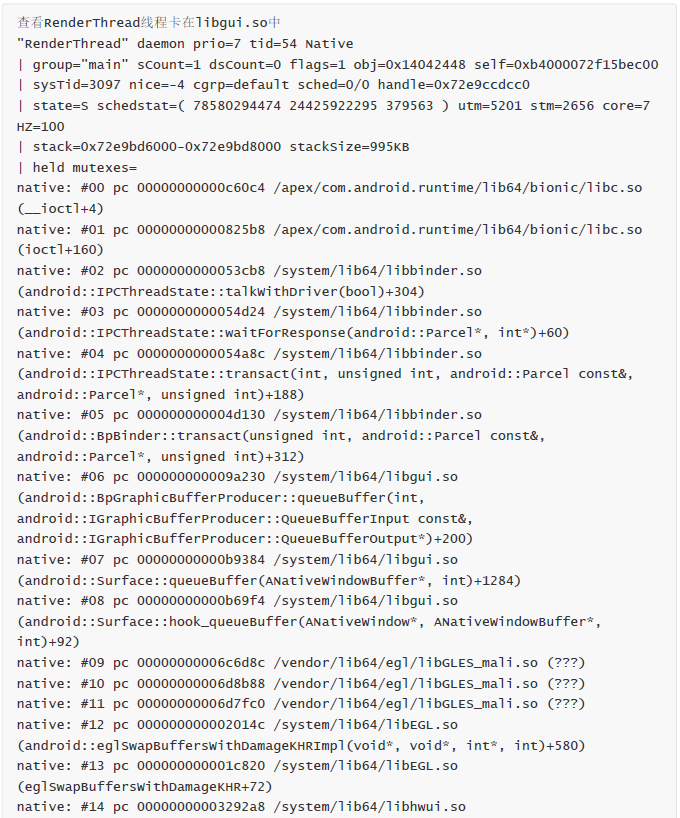 查看RenderThread线程卡在libgui.so中
"RenderThread" daemon prio=7 tid=54 Native
| group="main" sCount=1 dsCount=0 flags=1 obj=0x14042448 self=0xb4000072f15bec00
| sysTid=3097 nice=-4 cgrp=default sched=0/0 handle=0x72e9ccdcc0
| state=S schedstat=( 78580294474 24425922295 379563 ) utm=5201 stm=2656 core=7
HZ=100
| stack=0x72e9bd6000-0x72e9bd8000 stackSize=995KB
| held mutexes=
native: #00 pc 00000000000c60c4 /apex/com.android.runtime/lib64/bionic/libc.so
(__ioctl+4)
native: #01 pc 00000000000825b8 /apex/com.android.runtime/lib64/bionic/libc.so
(ioctl+160)
native: #02 pc 0000000000053cb8 /system/lib64/libbinder.so
(android::IPCThreadState::talkWithDriver(bool)+304)
native: #03 pc 0000000000054d24 /system/lib64/libbinder.so
(android::IPCThreadState::waitForResponse(android::Parcel*, int*)+60)
native: #04 pc 0000000000054a8c /system/lib64/libbinder.so
(android::IPCThreadState::transact(int, unsigned int, android::Parcel const&,
android::Parcel*, unsigned int)+188)
native: #05 pc 000000000004d130 /system/lib64/libbinder.so
(android::BpBinder::transact(unsigned int, android::Parcel const&,
android::Parcel*, unsigned int)+312)
native: #06 pc 000000000009a230 /system/lib64/libgui.so
(android::BpGraphicBufferProducer::queueBuffer(int,
android::IGraphicBufferProducer::QueueBufferInput const&,
android::IGraphicBufferProducer::QueueBufferOutput*)+200)
native: #07 pc 00000000000b9384 /system/lib64/libgui.so
(android::Surface::queueBuffer(ANativeWindowBuffer*, int)+1284)
native: #08 pc 00000000000b69f4 /system/lib64/libgui.so
(android::Surface::hook_queueBuffer(ANativeWindow*, ANativeWindowBuffer*,
int)+92)
native: #09 pc 00000000006c6d8c /vendor/lib64/egl/libGLES_mali.so (???)
native: #10 pc 00000000006d8b88 /vendor/lib64/egl/libGLES_mali.so (???)
native: #11 pc 00000000006d7fc0 /vendor/lib64/egl/libGLES_mali.so (???)
native: #12 pc 000000000002014c /system/lib64/libEGL.so
(android::eglSwapBuffersWithDamageKHRImpl(void*, void*, int*, int)+580)
native: #13 pc 000000000001c820 /system/lib64/libEGL.so
(eglSwapBuffersWithDamageKHR+72)
native: #14 pc 00000000003292a8 /system/lib64/libhwui.so